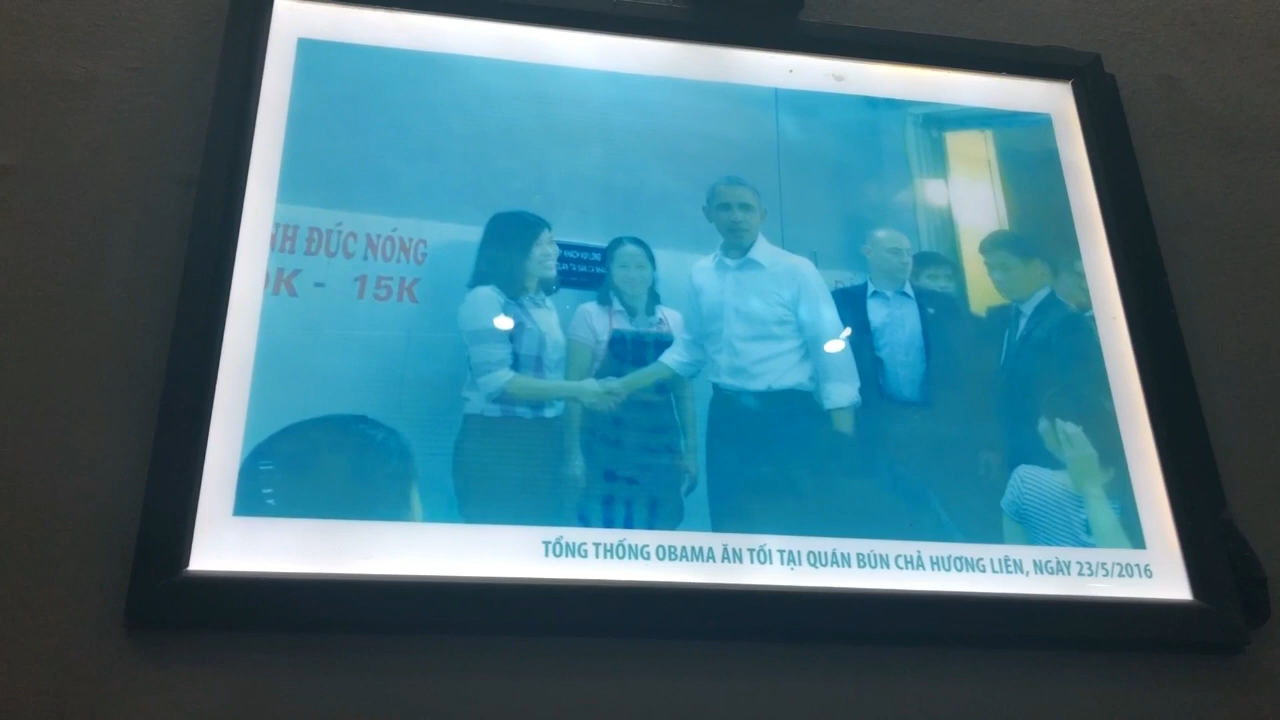 NH ĐÚC NÓNG
K - 15K
TỔNG THỐNG OBAMA ĂN TỐI TẠI QUÁN BÚN CHẢ HƯƠNG LIÊN, NGÀY 23/5/2016